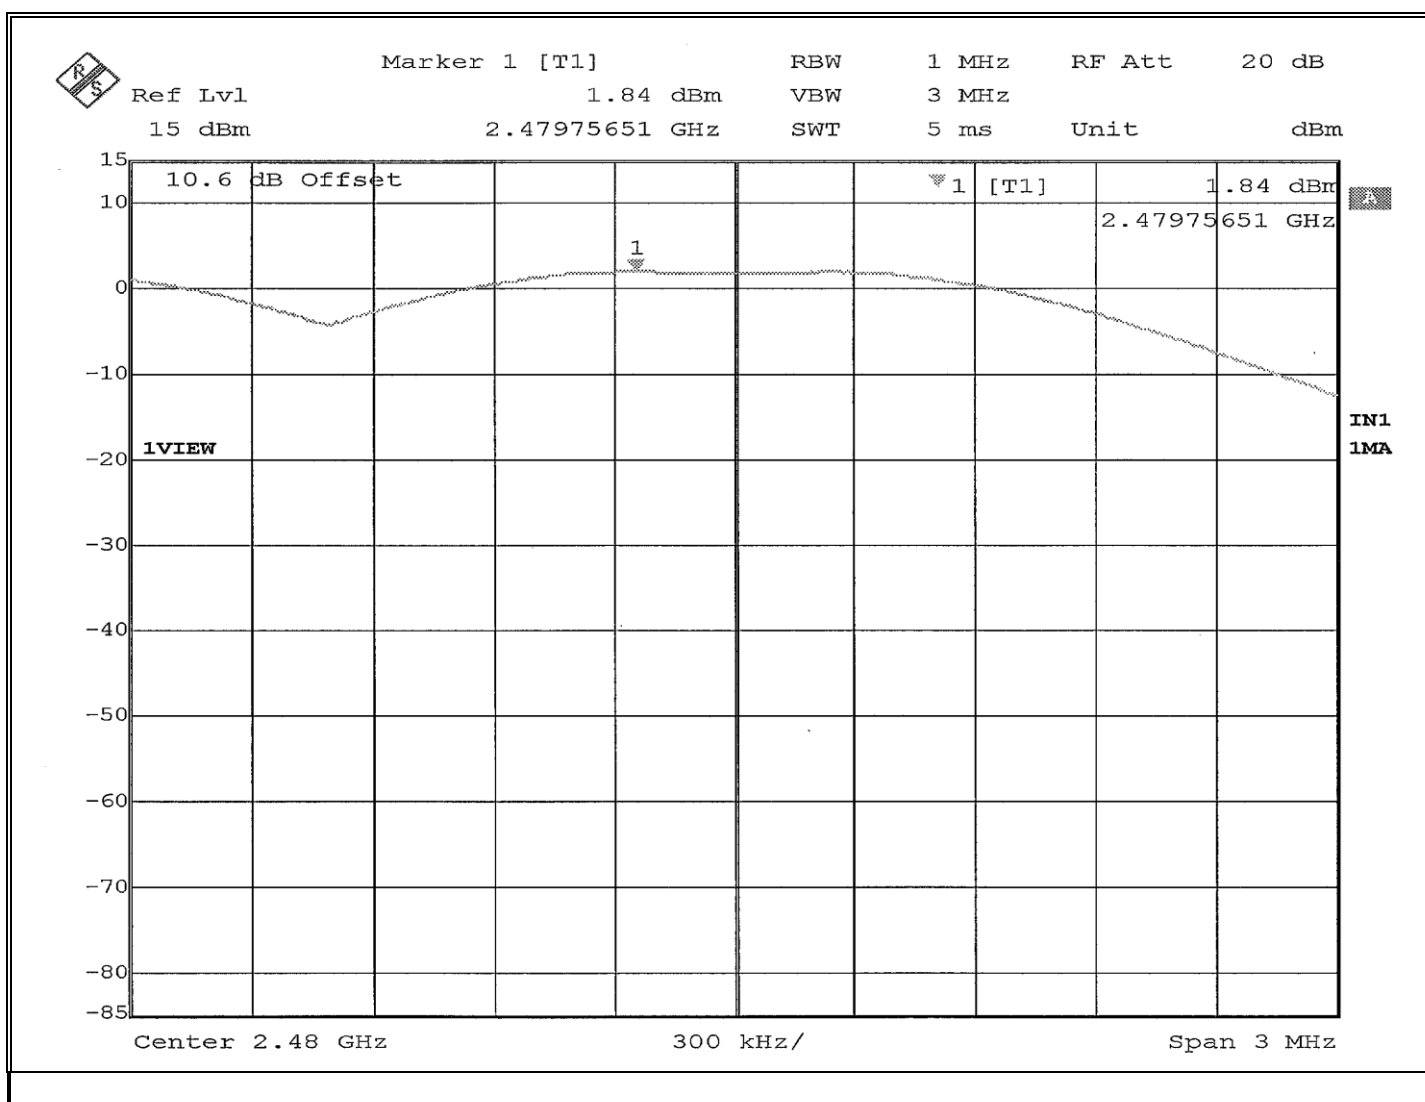 R
S
Marker 1 [T1] RBW 1 MHz RF Att 20 dB
Ref Lvl 1.84 dBm VBW 3 MHz
15 dBm 2.47975651 GHz SWT 5 ms Unit dBm
15
10.6 dB Offset ▼1 [T1] 1.84 dBm
10
A
2.47975651 GHz
1
0
-10
IN1
1VIEW 1MA
-20
-30
-40
-50
-60
-70
-80
-85
Center 2.48 GHz 300 kHz/ Span 3 MHz